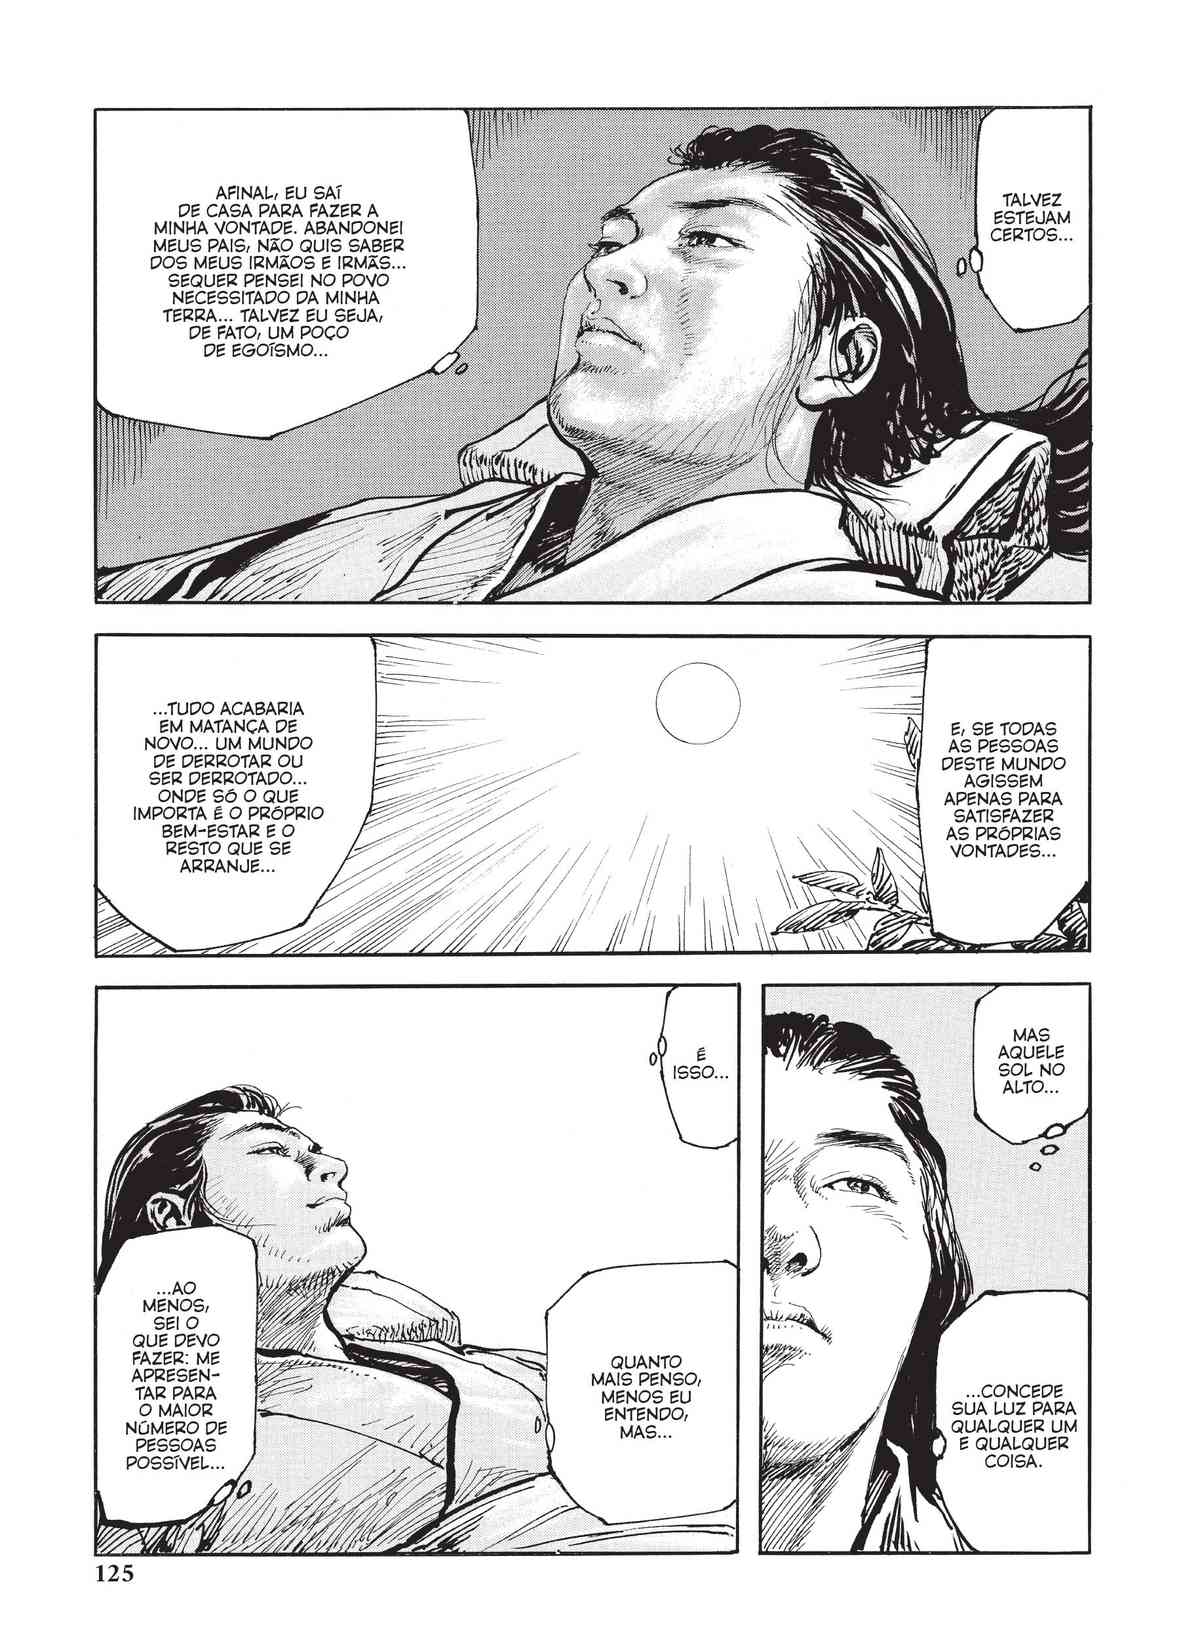 TALVEZ
ESTEJAM
CERTOS...
AFINAL, EU SAÍ
DE CASA PARA FAZER A
MINHA VONTADE. ABANDONEI
MEUS PAIS, NÃO QUIS SABER
DOS MEUS IRMÃOS E IRMÃS...
SEQUER PENSEI NO POVO
NECESSITADO DA MINHA
TERRA... TALVEZ EU SEJA,
DE FATO, UM POÇO
DE EGOÍSMO...
E, SE TODAS
AS PESSOAS
DESTE MUNDO
AGISSEM
APENAS PARA
SATISFAZER
AS PRÓPRIAS
VONTADES...
...TUDO ACABARIA
EM MATANÇA DE
NOVO... UM MUNDO
DE DERROTAR OU
SER DERROTADO...
ONDE SÓ O QUE
IMPORTA É O PRÓPRIO
BEM-ESTAR E O
RESTO QUE SE
ARRANJE...
MAS
AQUELE
SOL NO
ALTO...
...CONCEDE
SUA LUZ PARA
QUALQUER UM
E QUALQUER
COISA.
É
ISSO...
QUANTO
MAIS PENSO,
MENOS EU
ENTENDO,
MAS...
...AO
MENOS,
SEI O
QUE DEVO
FAZER: ME
APRESEN-
TAR PARA
O MAIOR
NÚMERO DE
PESSOAS
POSSÍVEL...
125